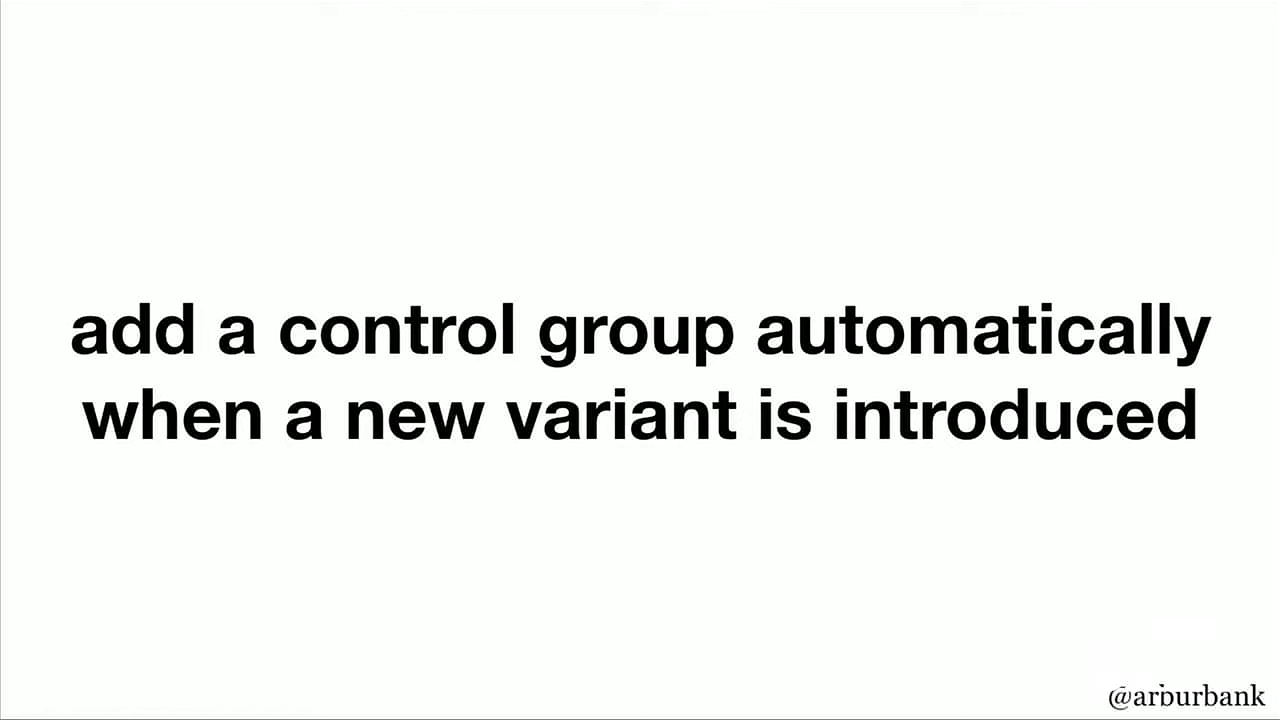 add a control group automatically
when a new variant is introduced
@arburbank